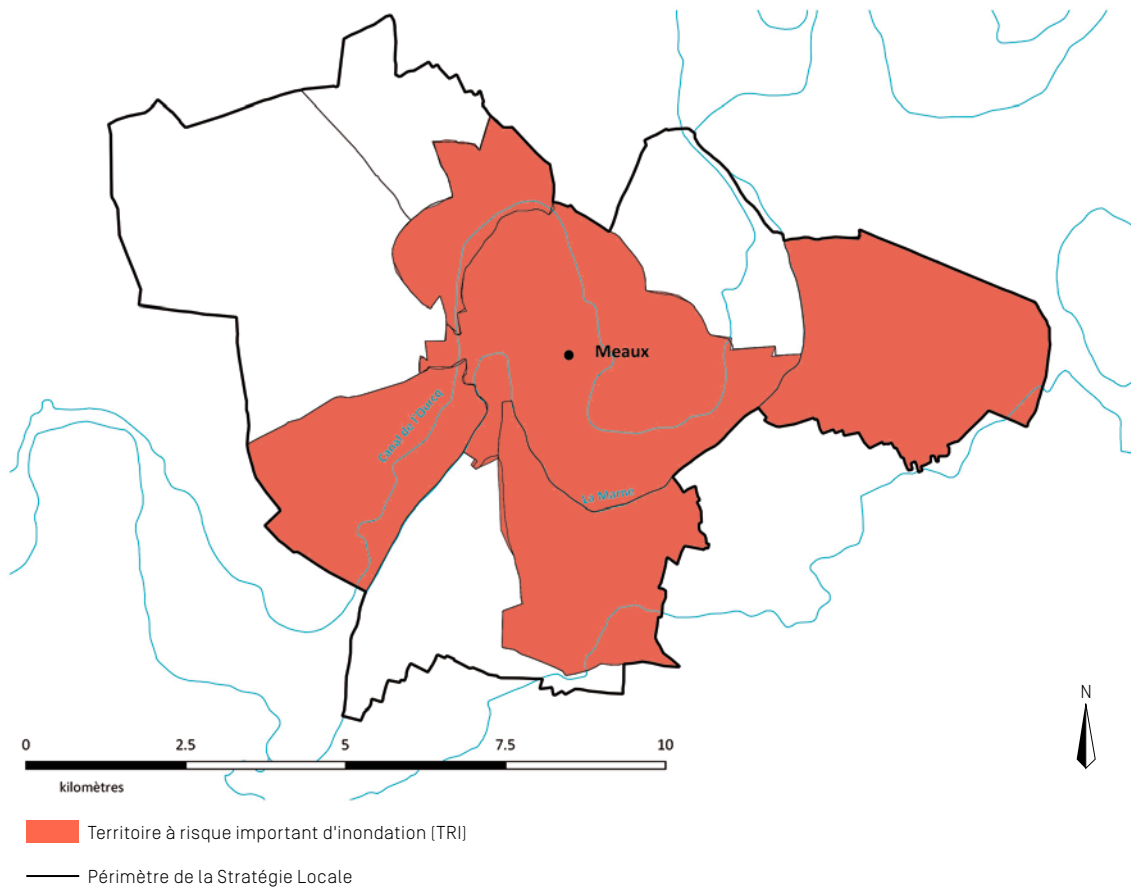 Meaux
Canal de l'Ourcq
La Marne
N
0 2.5 5 7.5 10
kilomètres
Territoire à risque important d'inondation (TRI)
Périmètre de la Stratégie Locale